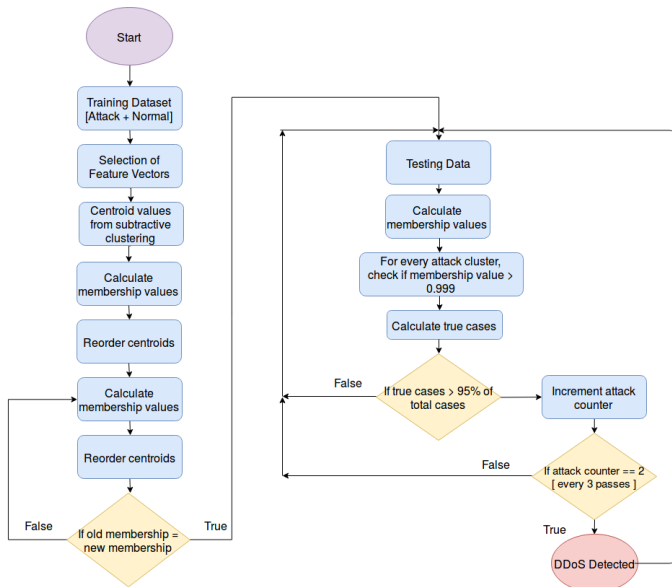 Start
Training Dataset
[Attack + Normal]
Selection of
Feature Vectors
Centroid values
from subtractive
clustering
Calculate
membership values
Reorder centroids
Calculate
membership values
Reorder centroids
False
If old membership =
new membership
True
Testing Data
Calculate
membership values
For every attack cluster,
check if membership value >
0.999
Calculate true cases
False
If true cases > 95% of
total cases
Increment attack
counter
False
If attack counter == 2
[ every 3 passes ]
True
DDoS Detected